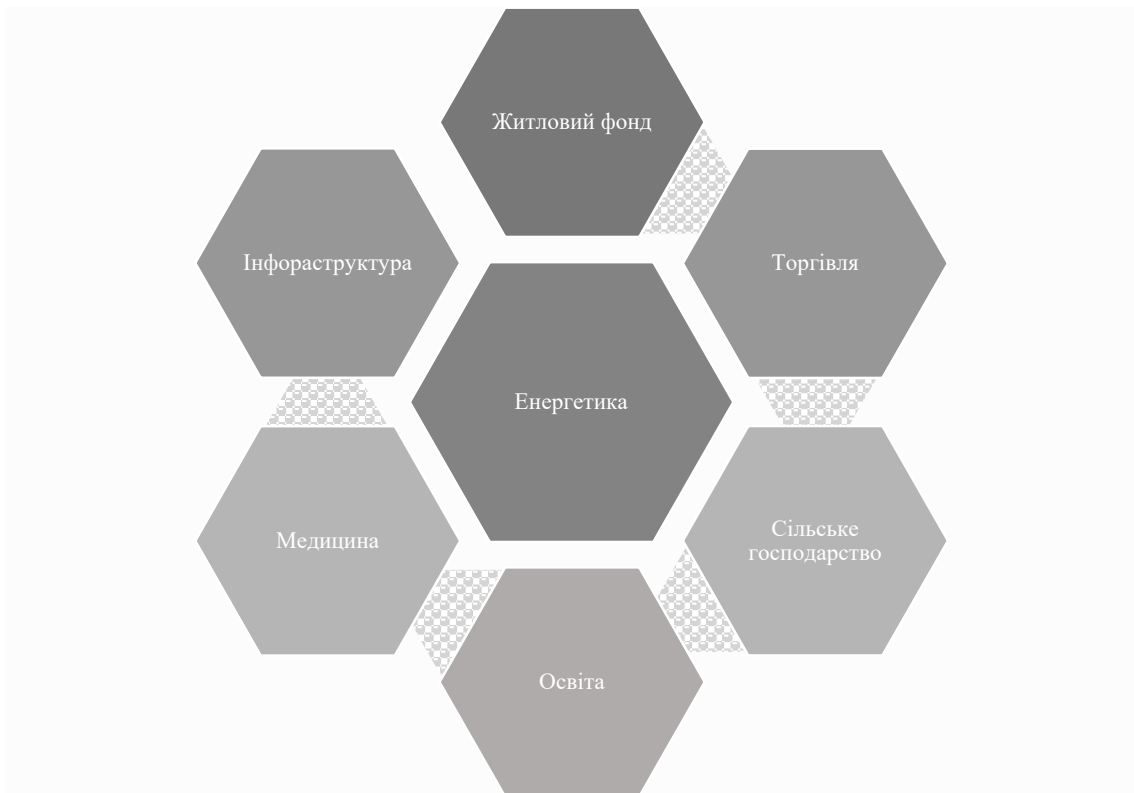 Житловий фонд
Інфораструктура
Торгівля
Енергетика
Медицина
Сільське
господарство
Освіта